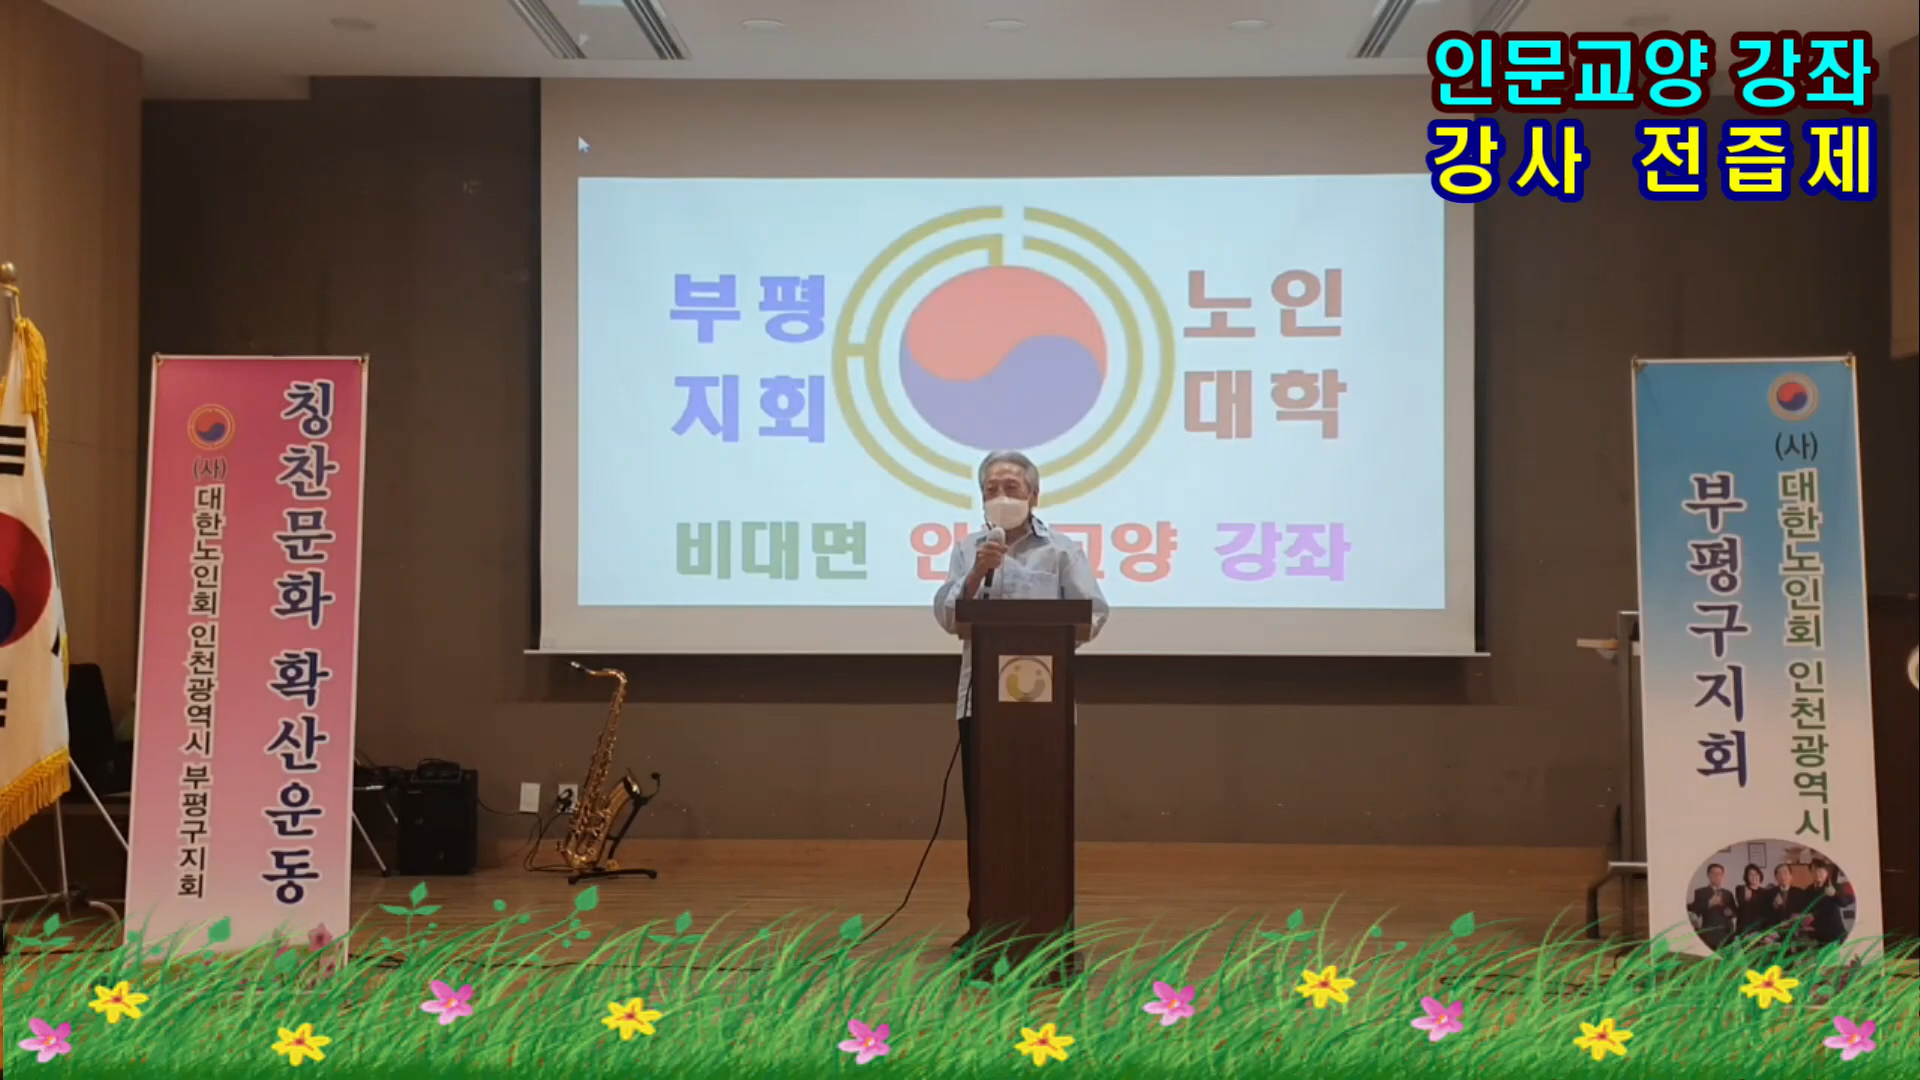 인문교양 강좌
강사 전즙제
부평 노인
지회 대학
비대면 교양 강좌
칭찬문화 확산운동
(사) 대한노인회 인천광역시 부평구지회
(사) 대한노인회 인천광역시
부평구지회